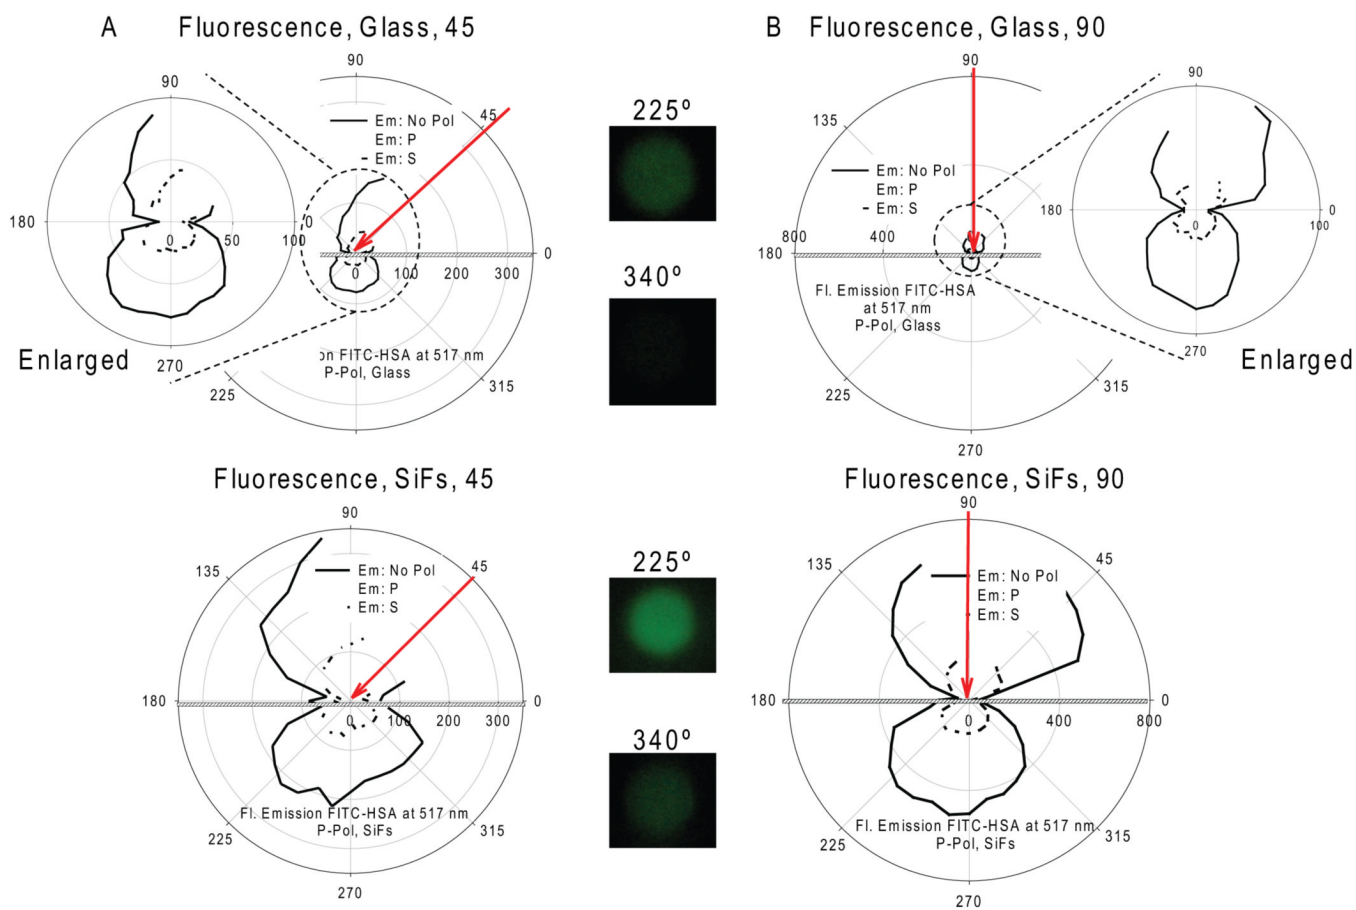 A
Fluorescence, Glass, 45
90
180
0
50
100
270
Enlarged
90
45
Em: No Pol
Em: P
Em: S
0
0
0
100
200
300
on FITC-HSA at 517 nm
P-Pol, Glass
225
315
225º
340º
B
Fluorescence, Glass, 90
90
135
Em: No Pol
Em: P
Em: S
800
400
180
Fl. Emission FITC-HSA
at 517 nm
P-Pol, Glass
225
315
270
90
180
0
0
100
270
Enlarged
Fluorescence, SiFs, 45
90
135
45
Em: No Pol
Em: P
Em: S
180
0
0
100
200
300
Fl. Emission FITC-HSA at 517 nm
P-Pol, SiFs
225
315
270
225º
340º
Fluorescence, SiFs, 90
90
45
Em: No Pol
Em: P
Em: S
180
0
0
400
800
Fl. Emission FITC-HSA at 517 nm
P-Pol, SiFs
225
315
270